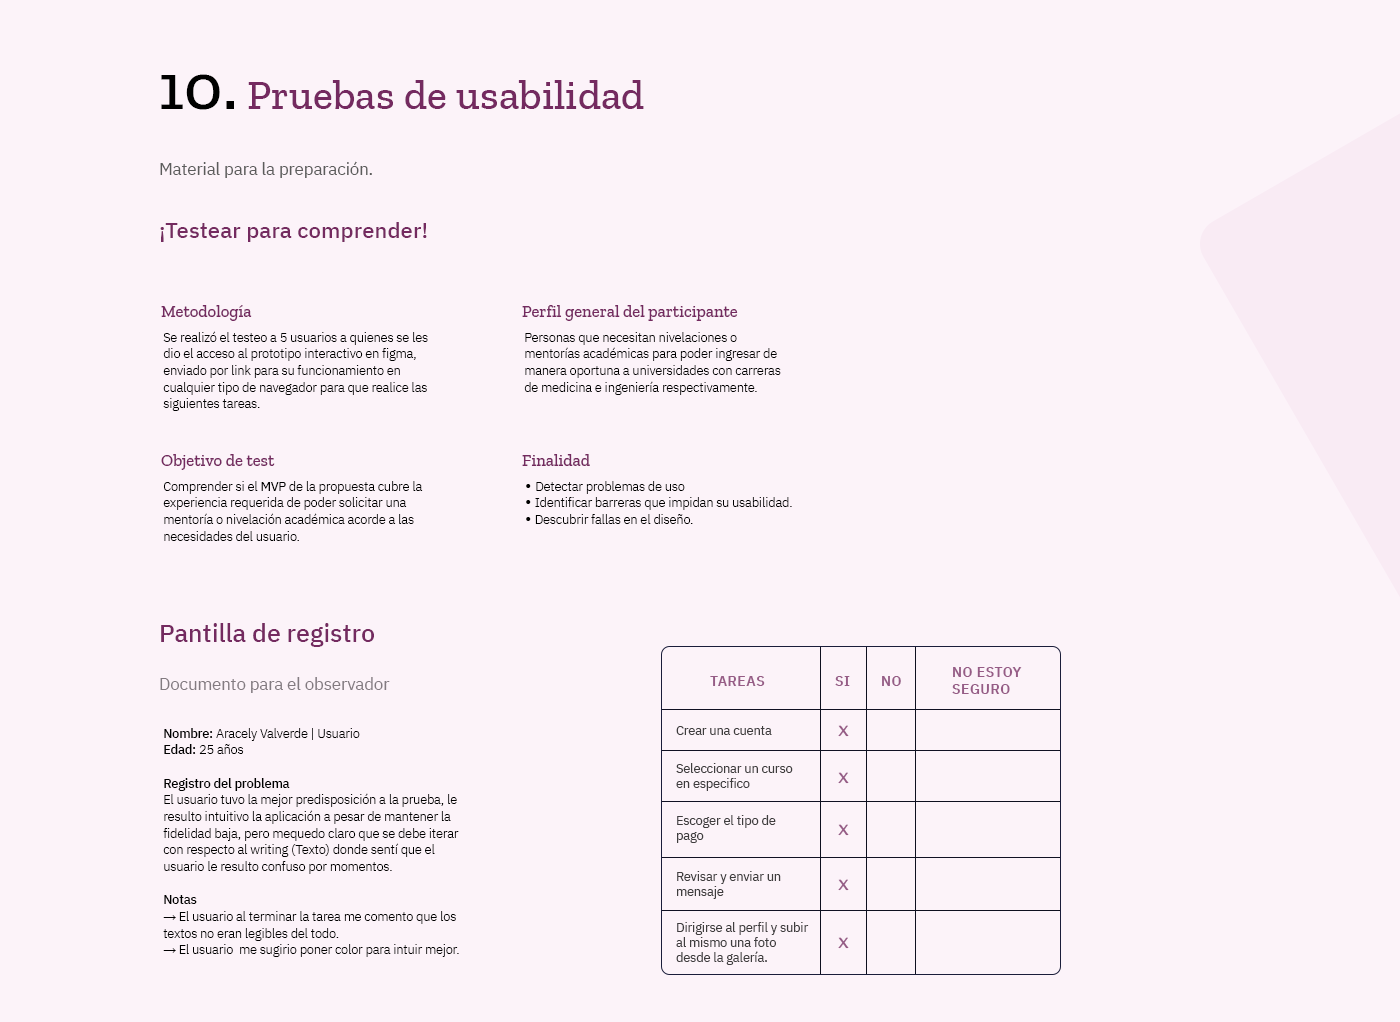 10. Pruebas de usabilidad
Material para la preparación.
¡Testear para comprender!
Metodología
Se realizó el testeo a 5 usuarios a quienes se les
dio el acceso al prototipo interactivo en figma,
enviado por link para su funcionamiento en
cualquier tipo de navegador para que realice las
siguientes tareas.
Perfil general del participante
Personas que necesitan nivelaciones o
mentorías académicas para poder ingresar de
manera oportuna a universidades con carreras
de medicina e ingeniería respectivamente.
Objetivo de test
Comprender si el MVP de la propuesta cubre la
experiencia requerida de poder solicitar una
mentoría o nivelación académica acorde a las
necesidades del usuario.
Finalidad
• Detectar problemas de uso
• Identificar barreras que impidan su usabilidad.
• Descubrir fallas en el diseño.
Pantilla de registro
Documento para el observador
Nombre: Aracely Valverde | Usuario
Edad: 25 años
Registro del problema
El usuario tuvo la mejor predisposición a la prueba, le
resulto intuitivo la aplicación a pesar de mantener la
fidelidad baja, pero mequedo claro que se debe iterar
con respecto al writing (Texto) donde sentí que el
usuario le resulto confuso por momentos.
Notas
→ El usuario al terminar la tarea me comento que los
textos no eran legibles del todo.
→ El usuario  me sugirio poner color para intuir mejor.
TAREAS SI NO NO ESTOY
SEGURO
Crear una cuenta X
Seleccionar un curso
en especifico X
Escoger el tipo de
pago X
Revisar y enviar un
mensaje X
Dirigirse al perfil y subir
al mismo una foto X
desde la galería.